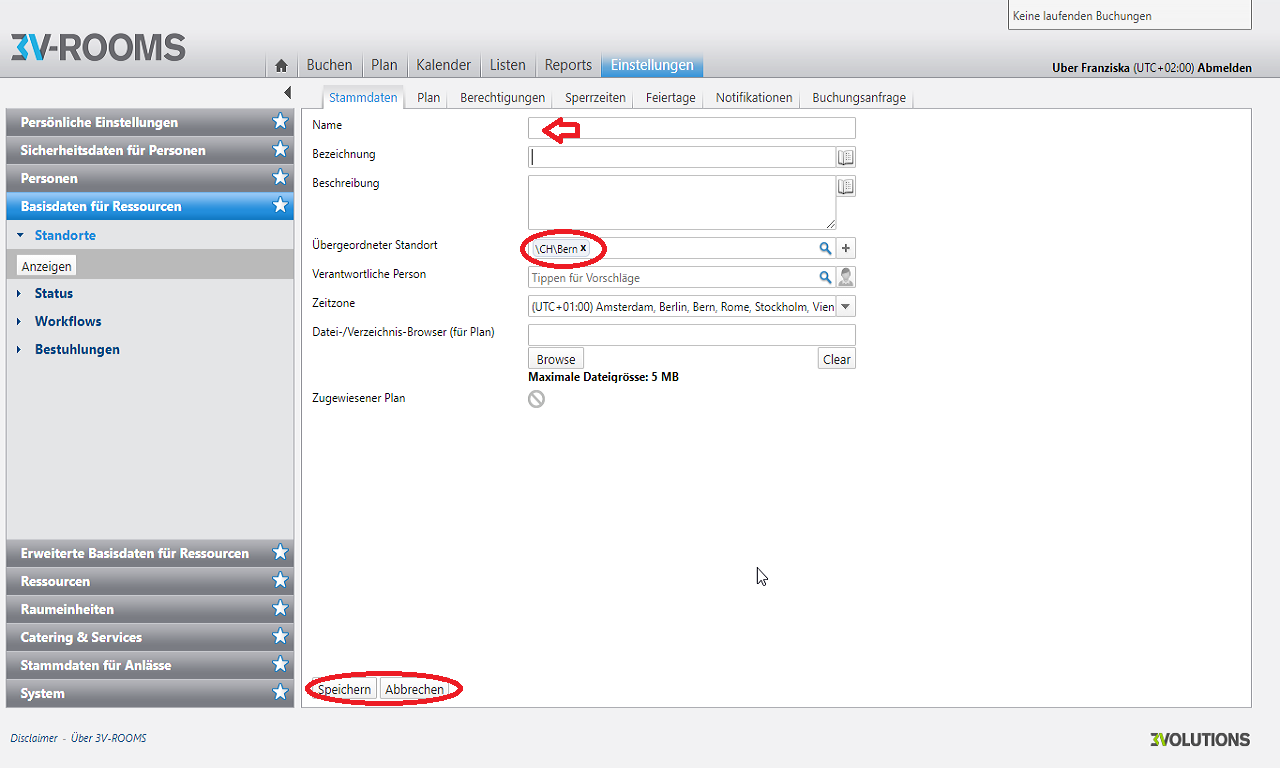 Keine laufenden Buchungen
3V-ROOMS
Buchen Plan Kalender Listen Reports Einstellungen
Uber Franziska (UTC+02:00) Abmelden
Stammdaten Plan Berechtigungen Sperrzeiten Feiertage Notifikationen Buchungsanfrage
Persönliche Einstellungen
Sicherheitsdaten für Personen
Personen
Basisdaten für Ressourcen
Standorte
Anzeigen
Status
Workflows
Bestuhlungen
Erweiterte Basisdaten für Ressourcen
Ressourcen
Raumeinheiten
Catering & Services
Stammdaten für Anlässe
System
Name
Bezeichnung
Beschreibung
Übergeordneter Standort \CH\Bern x
Verantwortliche Person Tippen für Vorschläge
Zeitzone (UTC+01:00) Amsterdam, Berlin, Bern, Rome, Stockholm, Vien
Datei-/Verzeichnis-Browser (für Plan)
Browse Clear
Maximale Dateigrösse: 5 MB
Zugewiesener Plan
Speichern Abbrechen
Disclaimer - Über 3V-ROOMS
3VOLUTIONS